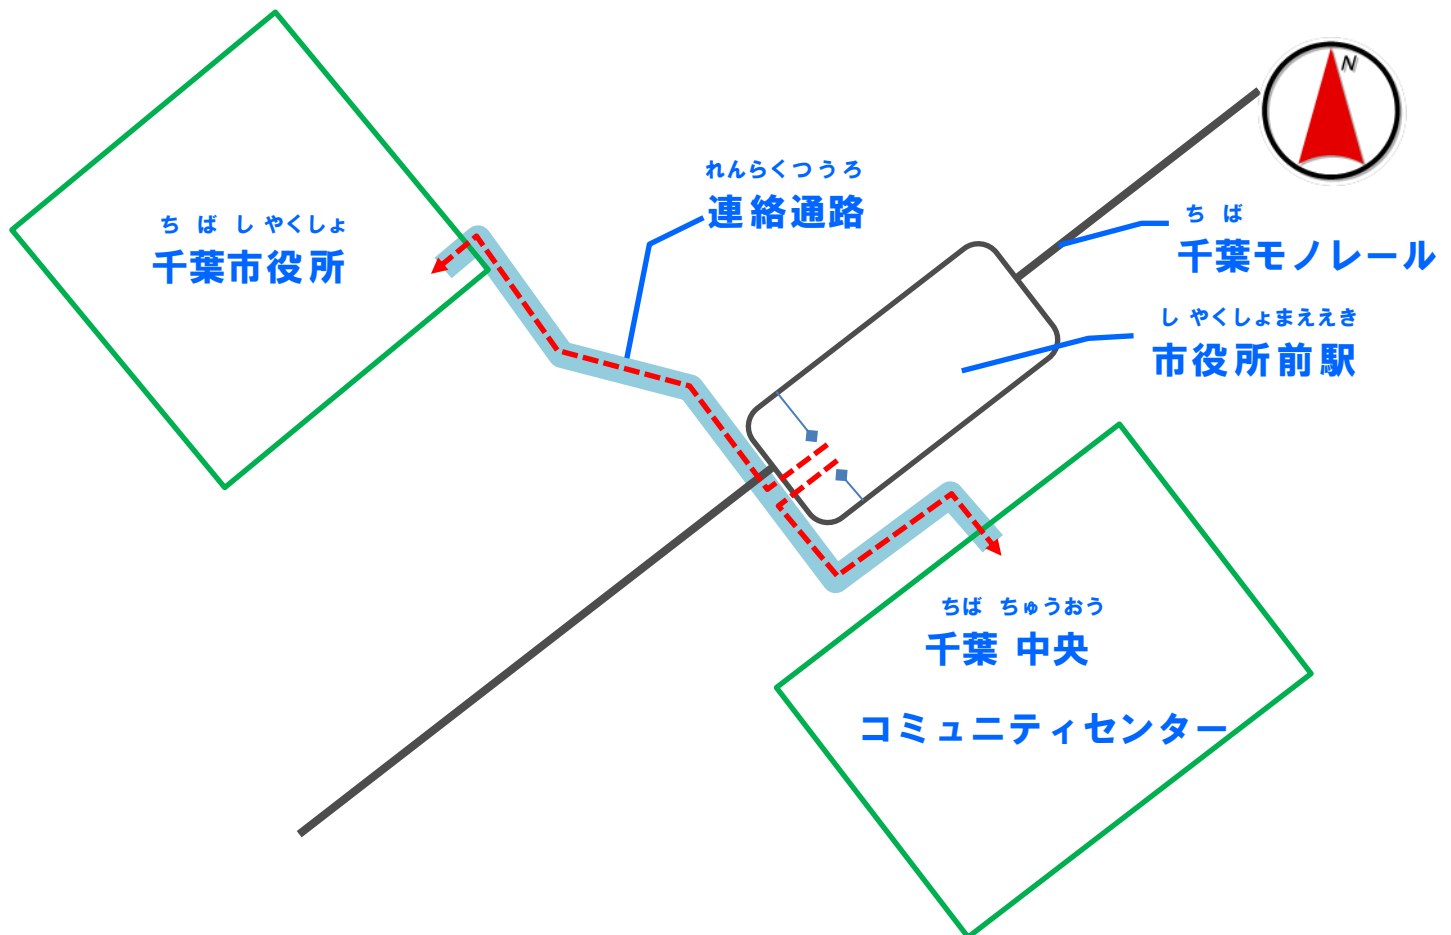 N
れんらくつうろ
連絡通路
ち ば し やくしょ
千葉市役所
ち ば
千葉モノレール
し やくしょまええき
市役所前駅
ちば ちゅうおう
千葉 中央
コミュニティセンター